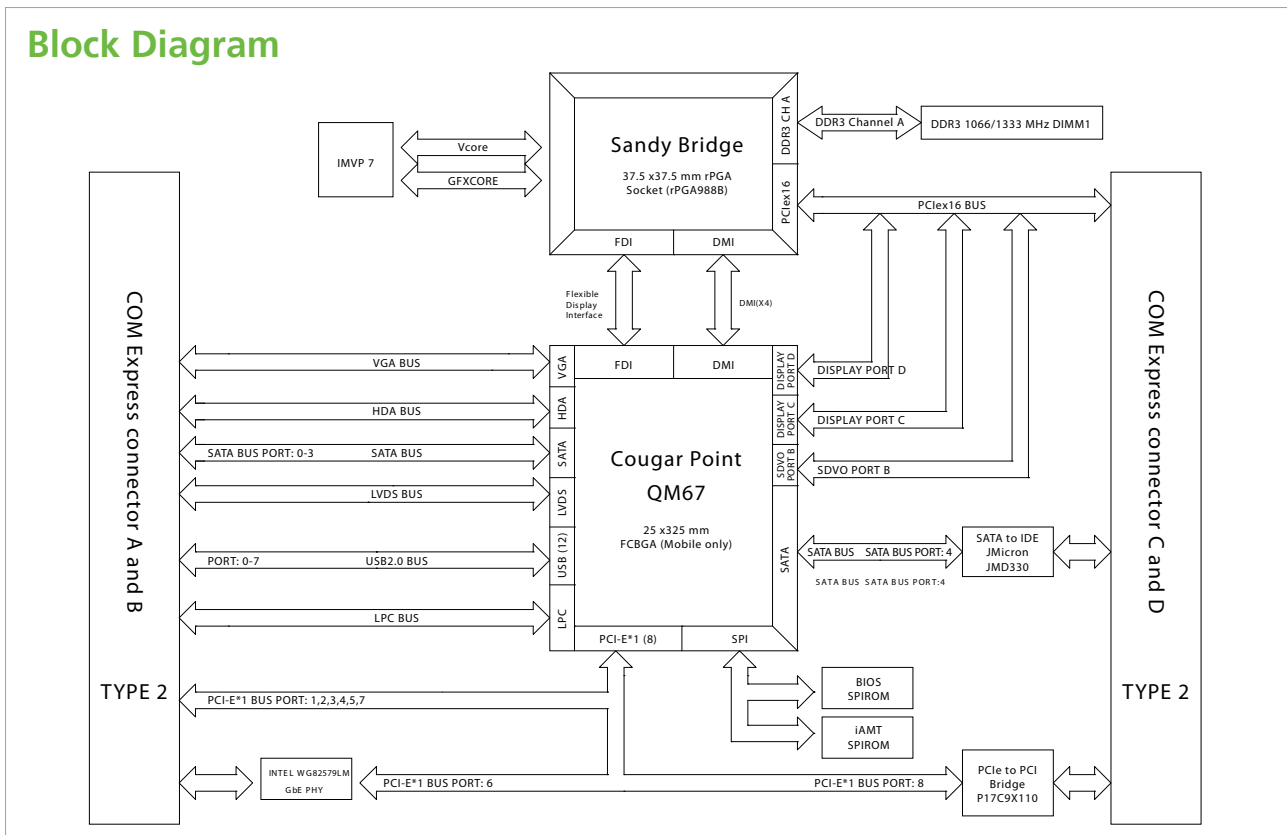 Block Diagram
Sandy Bridge
37.5 x37.5 mm rPGA
Socket (rPGA988B)
DDR3 CH A
PCIex16
FDI
DMI
IMVP 7
Vcore
GFXCORE
DDR3 Channel A
DDR3 1066/1333 MHz DIMM1
PCIex16 BUS
Flexible
Display
Interface
DMI(X4)
COM Express connector A and B
TYPE 2
COM Express connector C and D
TYPE 2
VGA BUS
HDA BUS
SATA BUS PORT: 0-3
SATA BUS
LVDS BUS
PORT: 0-7
USB2.0 BUS
LPC BUS
VGA
HDA
SATA
LVDS
USB (12)
LPC
FDI
DMI
Cougar Point
QM67
25 x325 mm
FCBGA (Mobile only)
PCI-E*1 (8)
SPI
DISPLAY
PORT D
DISPLAY
PORT C
SDVO
PORT B
SATA
DISPLAY PORT D
DISPLAY PORT C
SDVO PORT B
SATA BUS
SATA BUS PORT: 4
SATA BUS SATA BUS PORT:4
SATA to IDE
JMicron
JMD330
PCI-E*1 BUS PORT: 1,2,3,4,5,7
BIOS
SPIROM
iAMT
SPIROM
INTEL WG82579LM
GbE PHY
PCI-E*1 BUS PORT: 6
PCI-E*1 BUS PORT: 8
PCIe to PCI
Bridge
P17C9X110